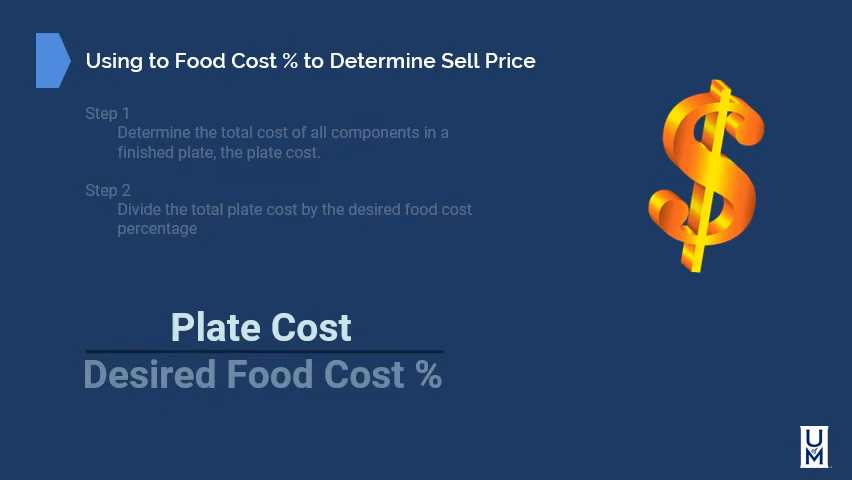 Using to Food Cost % to Determine Sell Price
Step 1
Determine the total cost of all components in a
finished plate, the plate cost.
Step 2
Divide the total plate cost by the desired food cost
percentage
Plate Cost
Desired Food Cost %
U
of
M